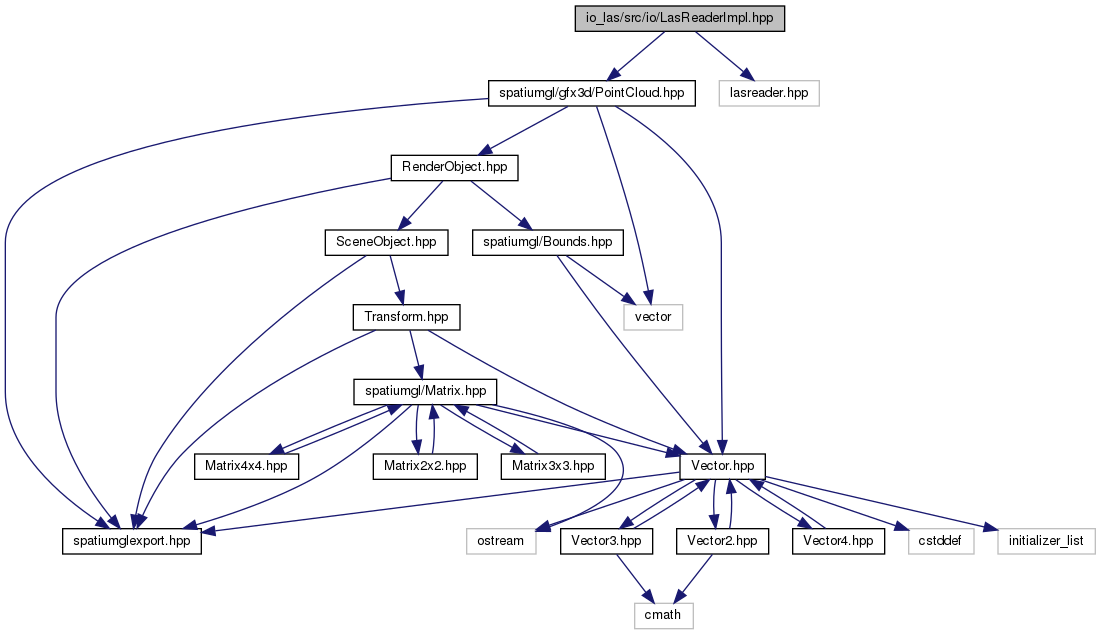 io_las/src/io/LasReaderImpl.hpp
spatiumgl/gfx3d/PointCloud.hpp
lasreader.hpp
RenderObject.hpp
SceneObject.hpp
spatiumgl/Bounds.hpp
Transform.hpp
vector
spatiumgl/Matrix.hpp
Matrix4x4.hpp
Matrix2x2.hpp
Matrix3x3.hpp
Vector.hpp
spatiumglexport.hpp
ostream
Vector3.hpp
Vector2.hpp
Vector4.hpp
cstddef
initializer_list
cmath